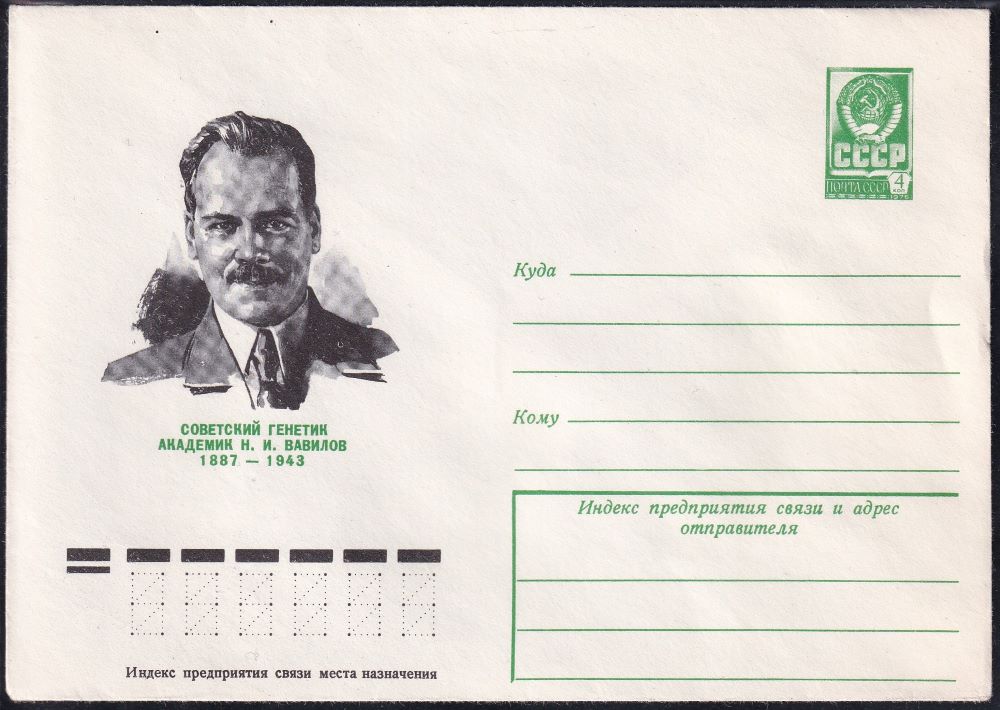 СССР
ПОЧТА СССР
4
КОП
1976
Куда
Кому
СОВЕТСКИЙ ГЕНЕТИК
АКАДЕМИК Н. И. ВАВИЛОВ
1887 — 1943
Индекс предприятия связи и адрес
отправителя
Индекс предприятия связи места назначения